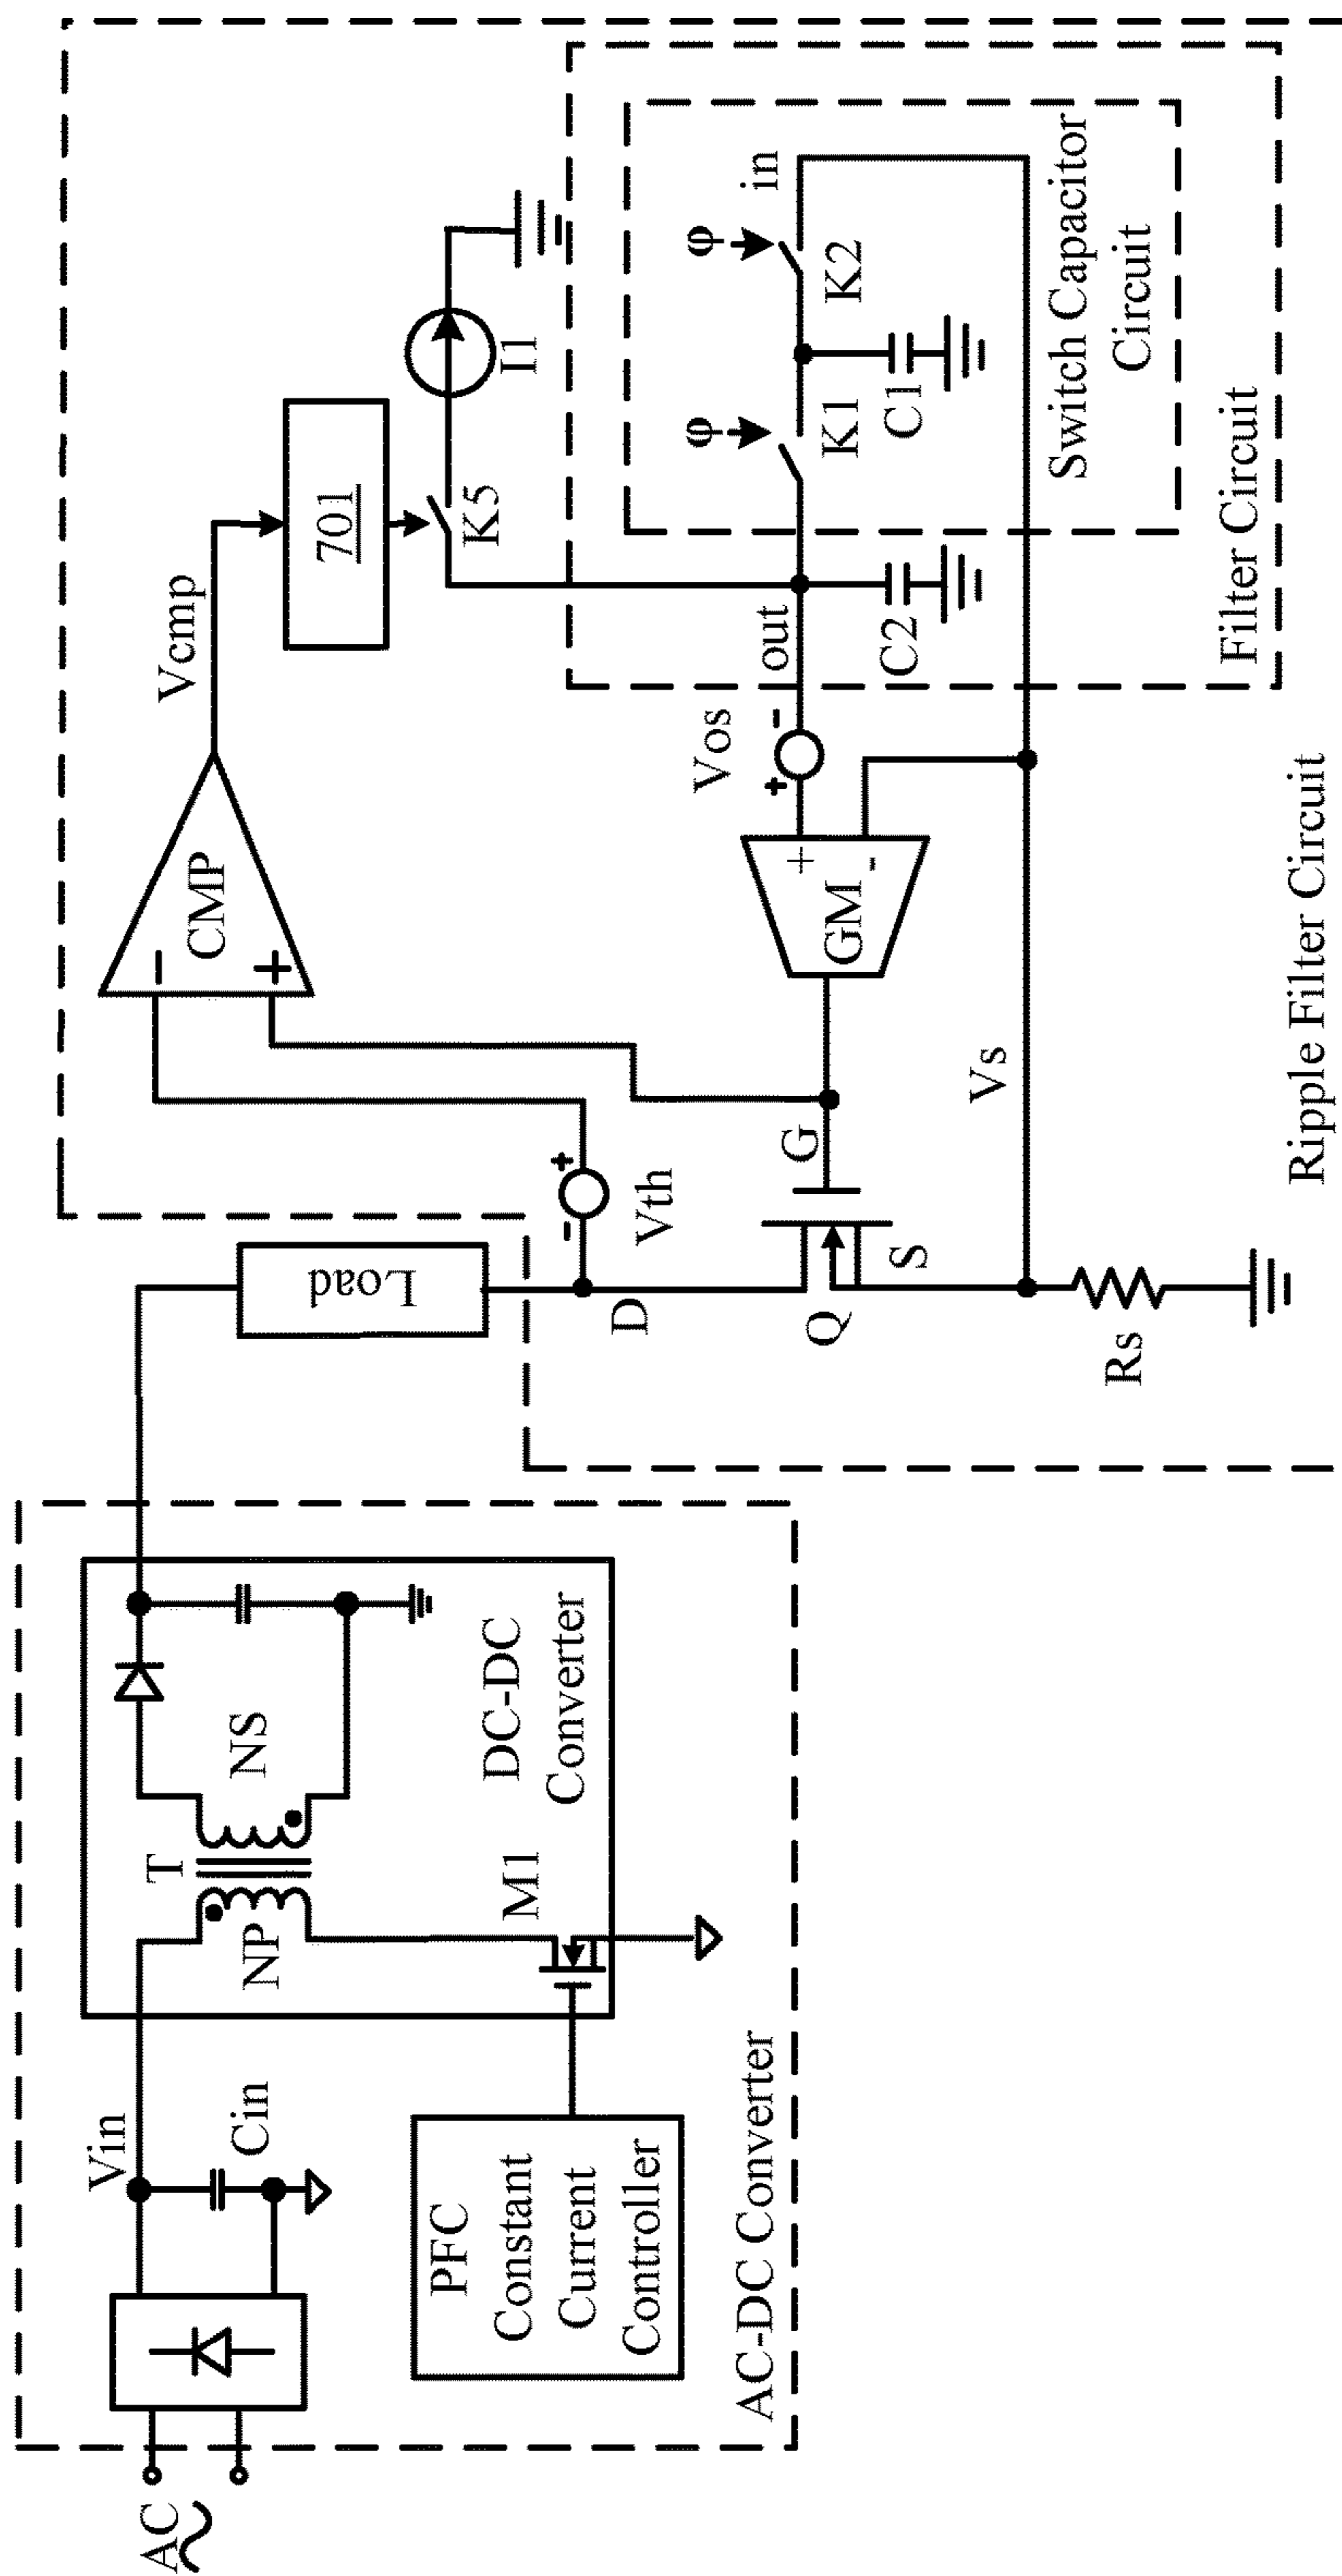 AC
Vin
Cin
PFC
Constant
Current
Controller
AC-DC Converter
T
NP
NS
M1
DC-DC
Converter
Load
D
Vth
- +
Q
G
S
Rs
Vs
CMP
- +
Vcmp
701
K5
I1
GM
+ -
Vos
+ -
out
C2
φ
K1
C1
φ
K2
in
Switch Capacitor
Circuit
Filter Circuit
Ripple Filter Circuit